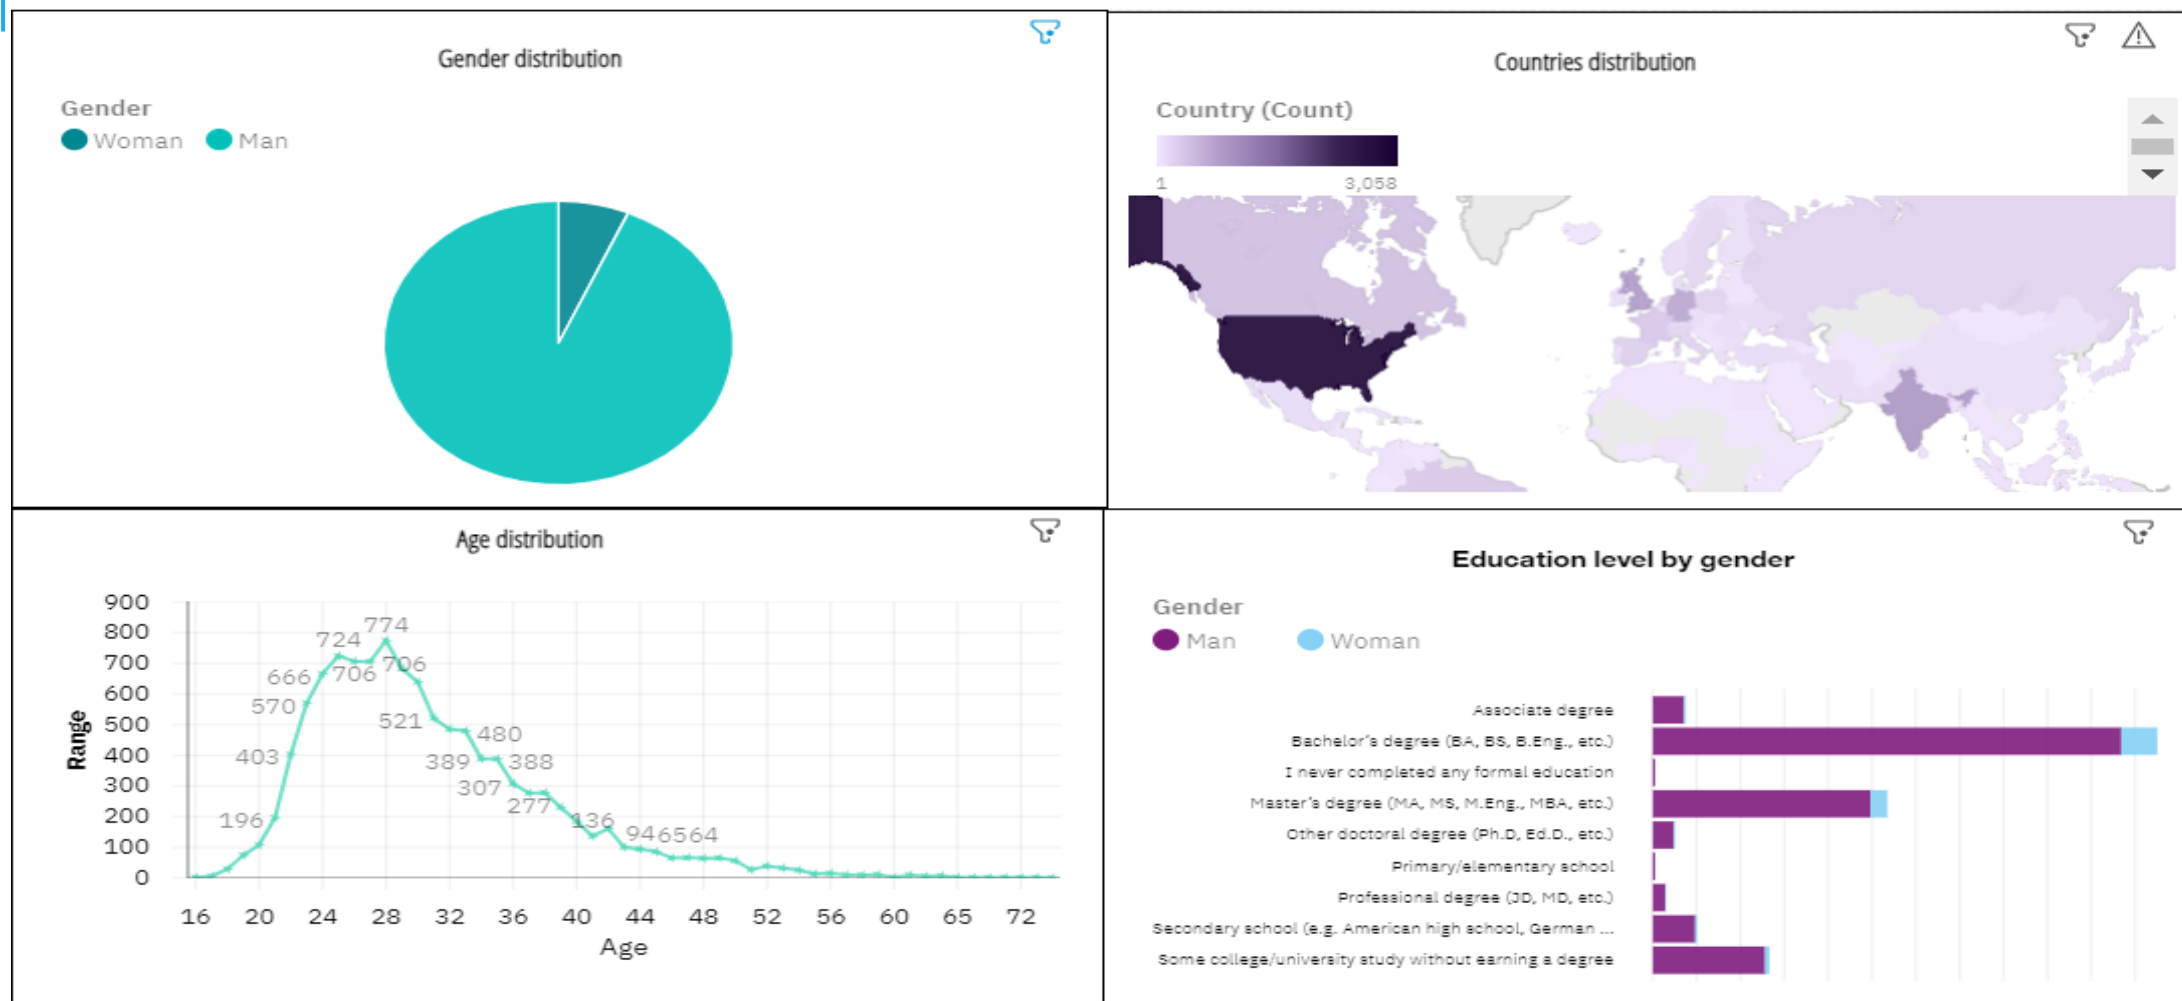 Gender distribution
Gender
Woman Man
Countries distribution
Country (Count)
1 3,058
Age distribution
900
800
700
600
500
400
300
200
100
0
Range
774
724
706
706
666
570
521
480
403
389 388
307
277
196
136
94 65 64
16 20 24 28 32 36 40 44 48 52 56 60 65 72
Age
Education level by gender
Gender
Man Woman
Associate degree
Bachelor's degree (BA, BS, B.Eng., etc.)
I never completed any formal education
Master's degree (MA, MS, M.Eng., MBA, etc.)
Other doctoral degree (Ph.D, Ed.D., etc.)
Primary/elementary school
Professional degree (JD, MD, etc.)
Secondary school (e.g. American high school, German ...
Some college/university study without earning a degree